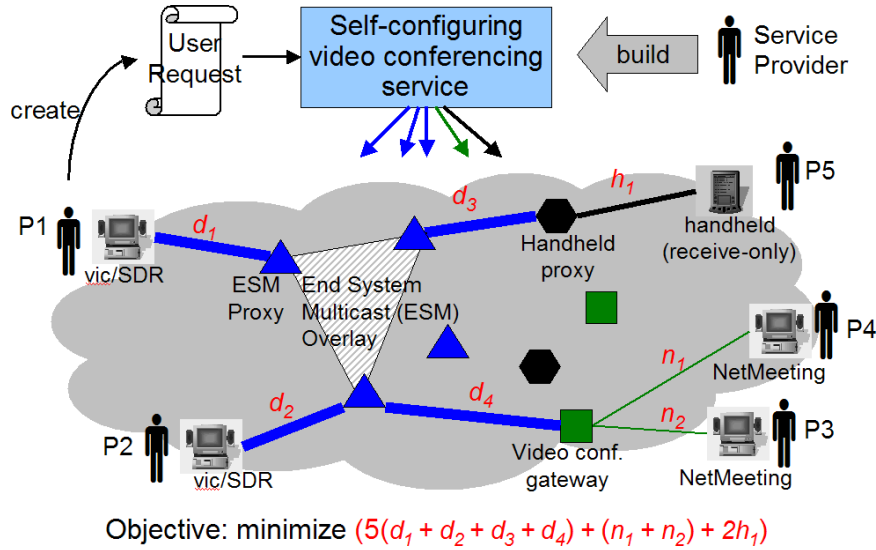 User
Request
Self-configuring
video conferencing
service
build
Service
Provider
create
P1
vic/SDR
d1
ESM
Proxy
End System
Multicast (ESM)
Overlay
d3
Handheld
proxy
h1
P5
handheld
(receive-only)
n1
P4
NetMeeting
d2
P2
vic/SDR
d4
Video conf.
gateway
n2
P3
NetMeeting
Objective: minimize (5(d1 + d2 + d3 + d4) + (n1 + n2) + 2h1)